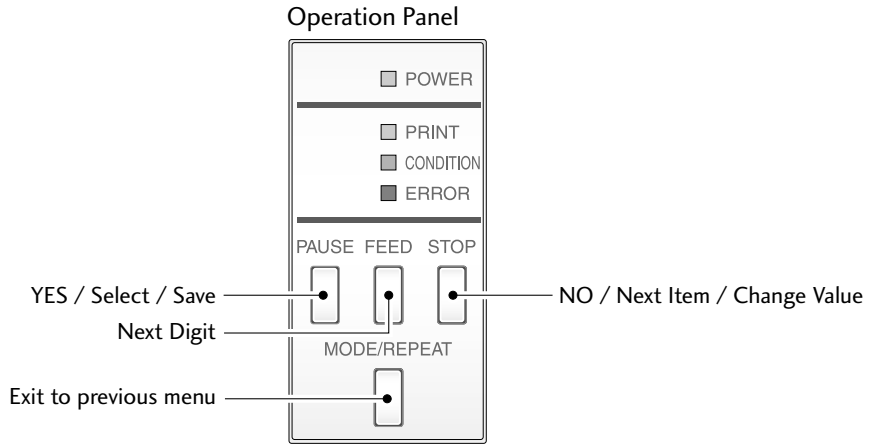 Operation Panel
POWER
PRINT
CONDITION
ERROR
PAUSE FEED STOP
YES / Select / Save
NO / Next Item / Change Value
Next Digit
MODE/REPEAT
Exit to previous menu